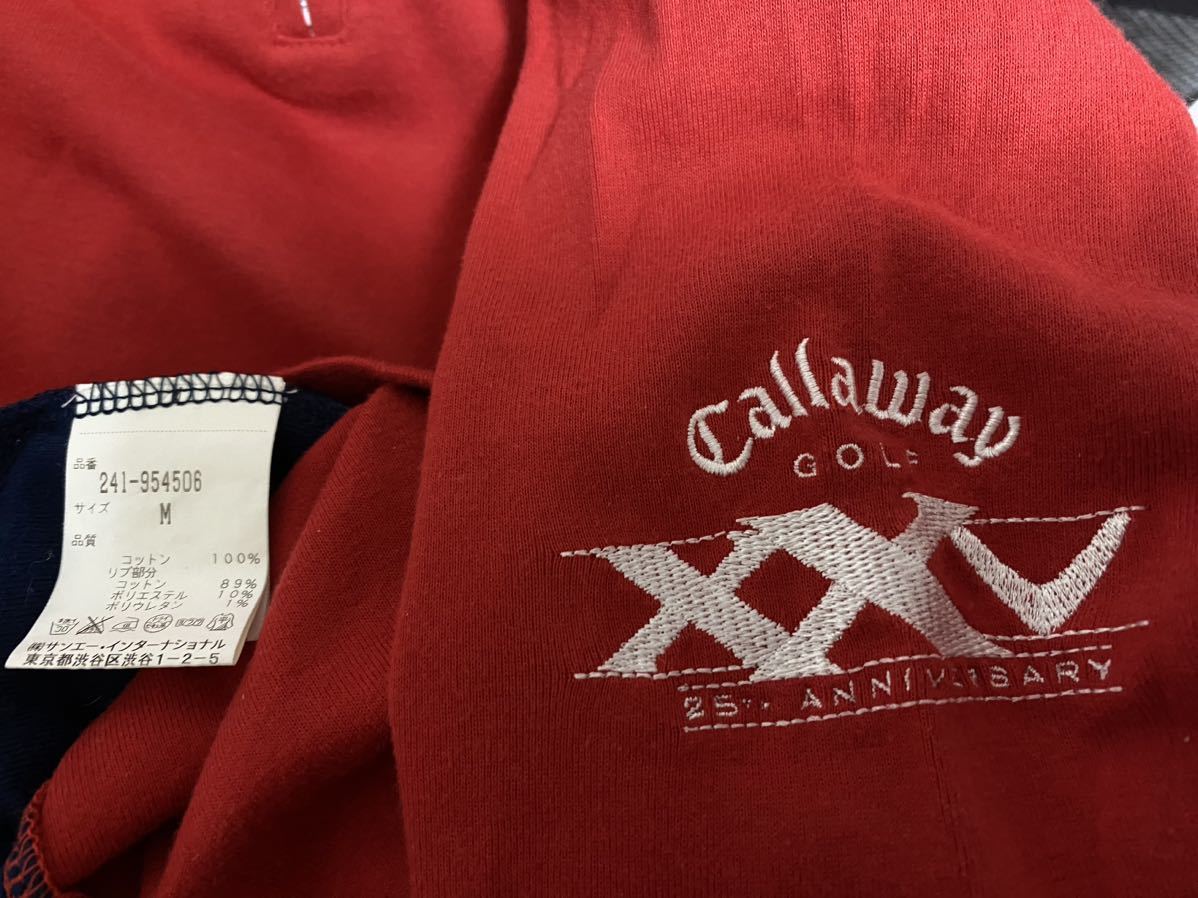 品番
241-954506
サイズ
M
品質
コットン 100%
リブ部分
コットン 89%
ポリエステル 10%
ポリウレタン 1%
㈱サンエー・インターナショナル
東京都渋谷区渋谷1-2-5
Callaway
GOLF
XXV
25TH ANNIVERSARY